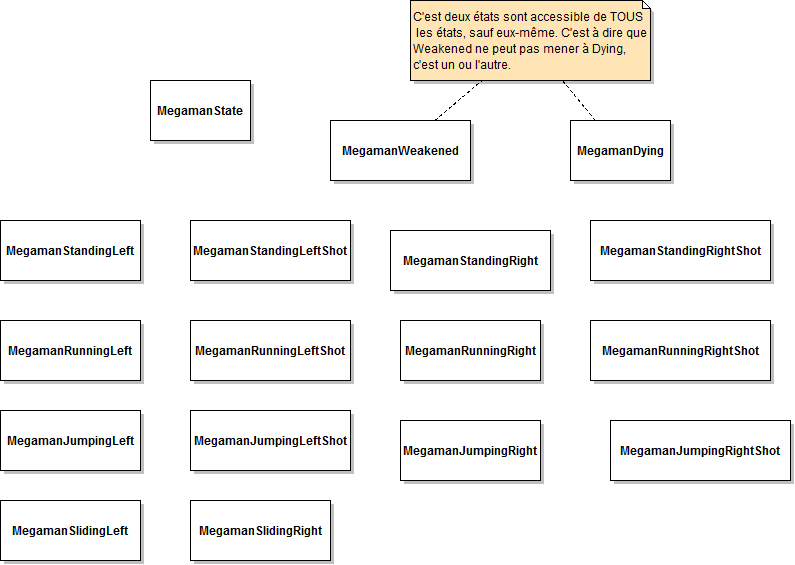 C'est deux états sont accessible de TOUS
les états, sauf eux-même. C'est à dire que
Weakened ne peut pas mener à Dying,
c'est un ou l'autre.
MegamanState
MegamanWeakened
MegamanDying
MegamanStandingLeft
MegamanStandingLeftShot
MegamanStandingRight
MegamanStandingRightShot
MegamanRunningLeft
MegamanRunningLeftShot
MegamanRunningRight
MegamanRunningRightShot
MegamanJumpingLeft
MegamanJumpingLeftShot
MegamanJumpingRight
MegamanJumpingRightShot
MegamanSlidingLeft
MegamanSlidingRight